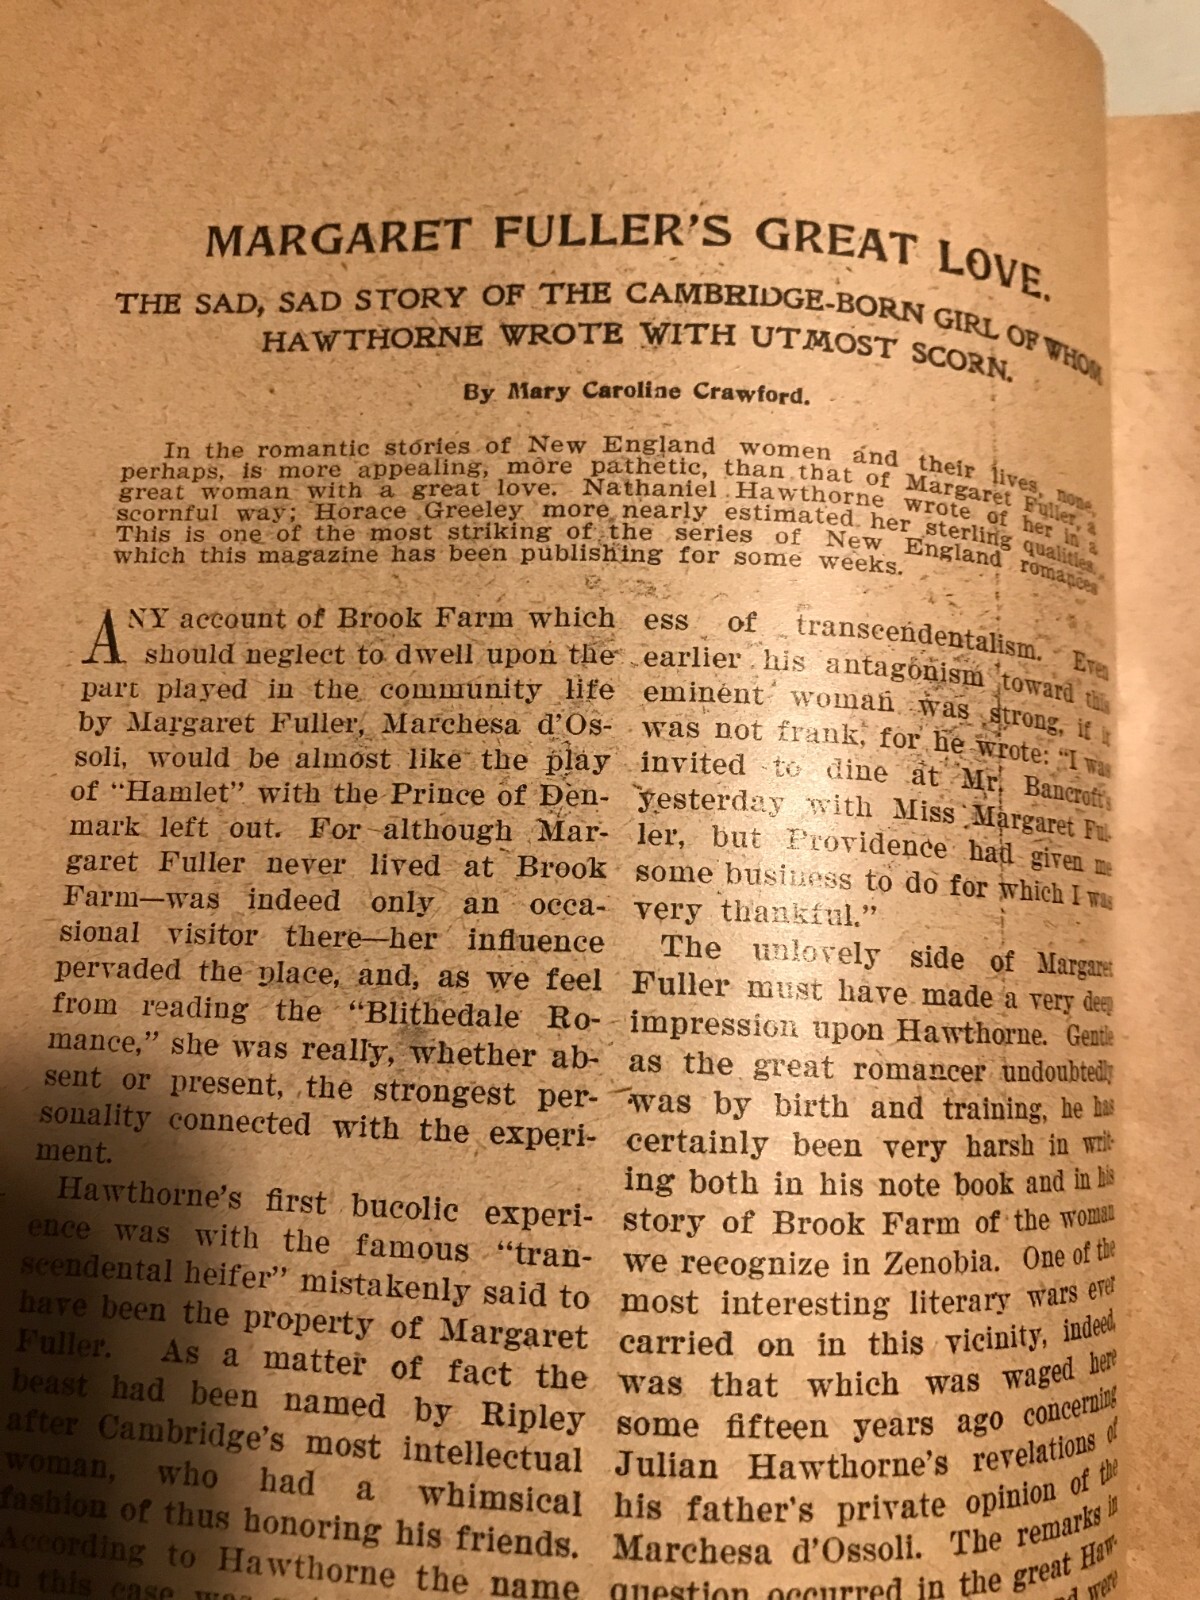 MARGARET FULLER'S GREAT LOVE.
THE SAD, SAD STORY OF THE CAMBRIDGE-BORN GIRL OF WHOM
HAWTHORNE WROTE WITH UTMOST SCORN.
By Mary Caroline Crawford.
In the romantic stories of New England women and their lives, none,
perhaps, is more appealing, more pathetic, than that of Margaret Fuller, a
great woman with a great love. Nathaniel Hawthorne wrote of her in a
scornful way; Horace Greeley more nearly estimated her sterling qualities.
This is one of the most striking of the series of New England romances
which this magazine has been publishing for some weeks.
ANY account of Brook Farm which
should neglect to dwell upon the
part played in the community life
by Margaret Fuller, Marchesa d'Os-
soli, would be almost like the play
of "Hamlet" with the Prince of Den-
mark left out. For although Mar-
garet Fuller never lived at Brook
Farm—was indeed only an occa-
sional visitor there—her influence
pervaded the place, and, as we feel
from reading the "Blithedale Ro-
mance," she was really, whether ab-
sent or present, the strongest per-
sonality connected with the experi-
ment.
Hawthorne's first bucolic experi-
ence was with the famous "tran-
scendental heifer" mistakenly said to
have been the property of Margaret
Fuller. As a matter of fact the
beast had been named by Ripley
after Cambridge's most intellectual
woman, who had a whimsical
fashion of thus honoring his friends.
According to Hawthorne the name
in this case was
ess of transcendentalism. Even
earlier his antagonism toward this
eminent woman was strong, if it
was not frank, for he wrote: "I was
invited to dine at Mr. Bancroft's
yesterday with Miss Margaret Ful-
ler, but Providence had given me
some business to do for which I was
very thankful."
The unlovely side of Margaret
Fuller must have made a very deep
impression upon Hawthorne. Gentle
as the great romancer undoubtedly
was by birth and training, he has
certainly been very harsh in writ-
ing both in his note book and in his
story of Brook Farm of the woman
we recognize in Zenobia. One of the
most interesting literary wars ever
carried on in this vicinity, indeed,
was that which was waged here
some fifteen years ago concerning
Julian Hawthorne's revelations of
his father's private opinion of the
Marchesa d'Ossoli. The remarks in
question occurred in the great Haw-
were